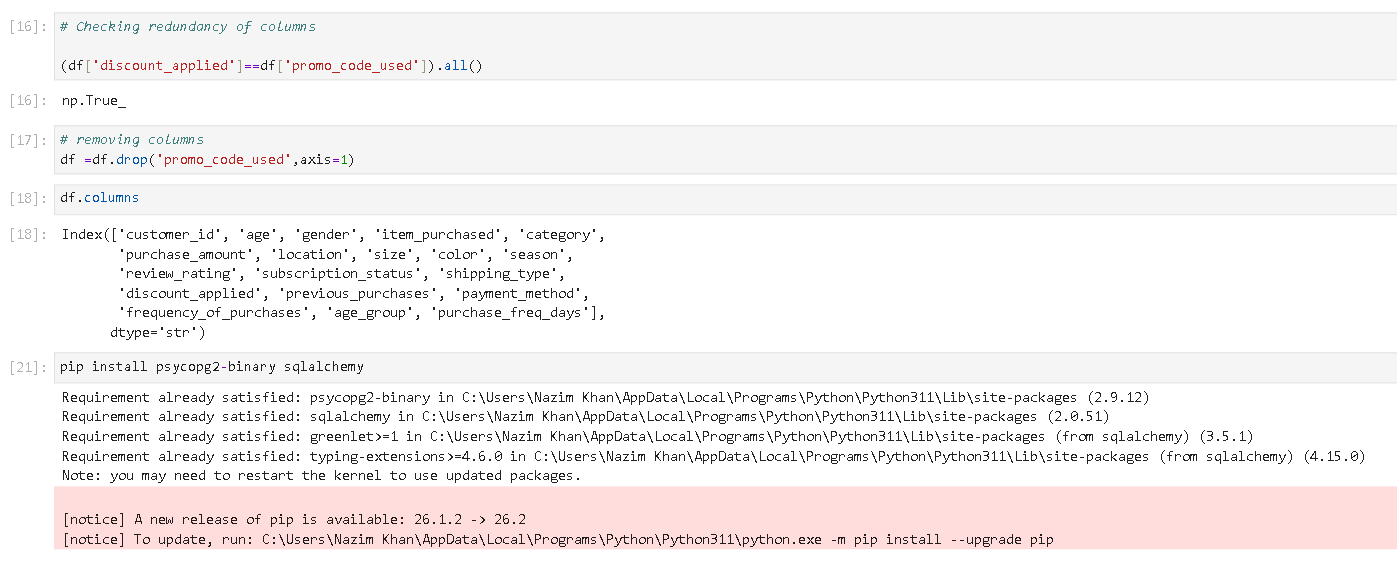 [16]: # Checking redundancy of columns
(df['discount_applied']==df['promo_code_used']).all()
[16]: np.True_
[17]: # removing columns
df =df.drop('promo_code_used',axis=1)
[18]: df.columns
[18]: Index(['customer_id', 'age', 'gender', 'item_purchased', 'category',
'purchase_amount', 'location', 'size', 'color', 'season',
'review_rating', 'subscription_status', 'shipping_type',
'discount_applied', 'previous_purchases', 'payment_method',
'frequency_of_purchases', 'age_group', 'purchase_freq_days'],
dtype='str')
[21]: pip install psycopg2-binary sqlalchemy
Requirement already satisfied: psycopg2-binary in C:\Users\Nazim Khan\AppData\Local\Programs\Python\Python311\Lib\site-packages (2.9.12)
Requirement already satisfied: sqlalchemy in C:\Users\Nazim Khan\AppData\Local\Programs\Python\Python311\Lib\site-packages (2.0.51)
Requirement already satisfied: greenlet>=1 in C:\Users\Nazim Khan\AppData\Local\Programs\Python\Python311\Lib\site-packages (from sqlalchemy) (3.5.1)
Requirement already satisfied: typing-extensions>=4.6.0 in C:\Users\Nazim Khan\AppData\Local\Programs\Python\Python311\Lib\site-packages (from sqlalchemy) (4.15.0)
Note: you may need to restart the kernel to use updated packages.
[notice] A new release of pip is available: 26.1.2 -> 26.2
[notice] To update, run: C:\Users\Nazim Khan\AppData\Local\Programs\Python\Python311\python.exe -m pip install --upgrade pip